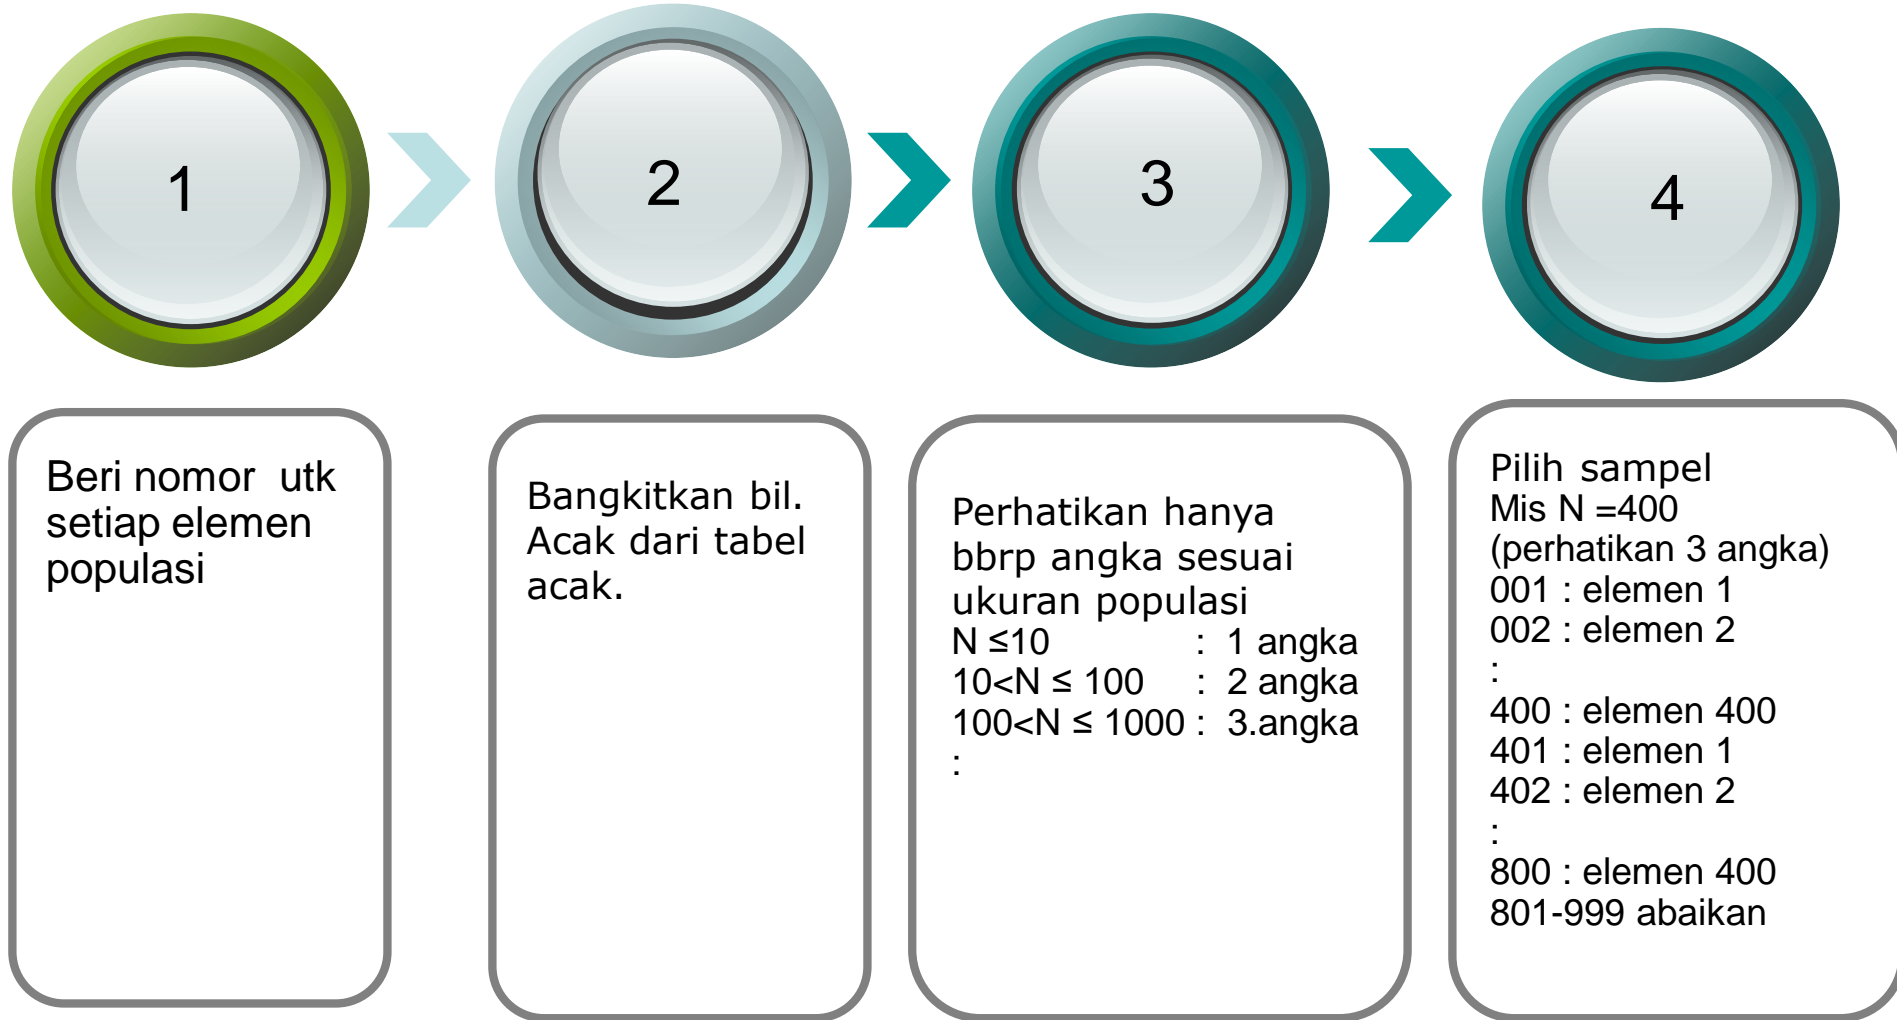 1
2
3
4
Beri nomor utk
setiap elemen
populasi
Bangkitkan bil.
Acak dari tabel
acak.
Perhatikan hanya
bbrp angka sesuai
ukuran populasi
N ≤10 : 1 angka
10<N ≤ 100 : 2 angka
100<N ≤ 1000 : 3.angka
:
Pilih sampel
Mis N =400
(perhatikan 3 angka)
001 : elemen 1
002 : elemen 2
:
400 : elemen 400
401 : elemen 1
402 : elemen 2
:
800 : elemen 400
801-999 abaikan